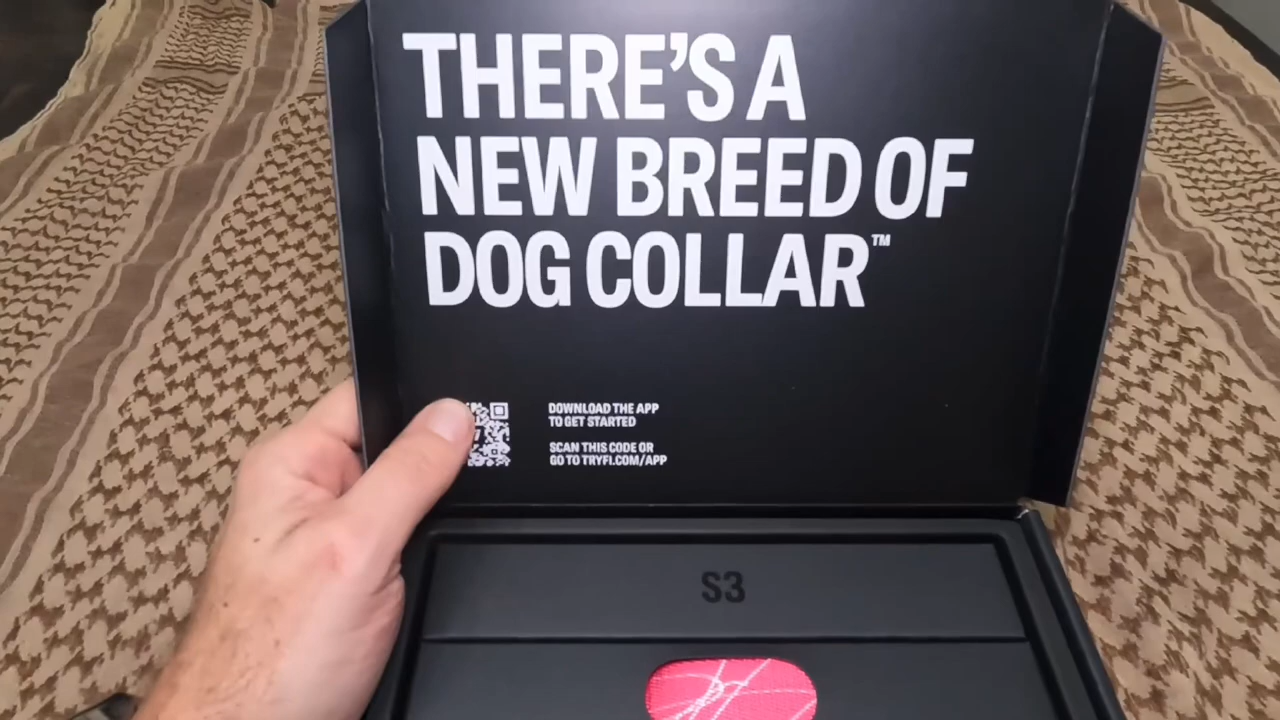 THERE'S A
NEW BREED OF
DOG COLLAR™
DOWNLOAD THE APP
TO GET STARTED
SCAN THIS CODE OR
GO TO TRYFI.COM/APP
S3